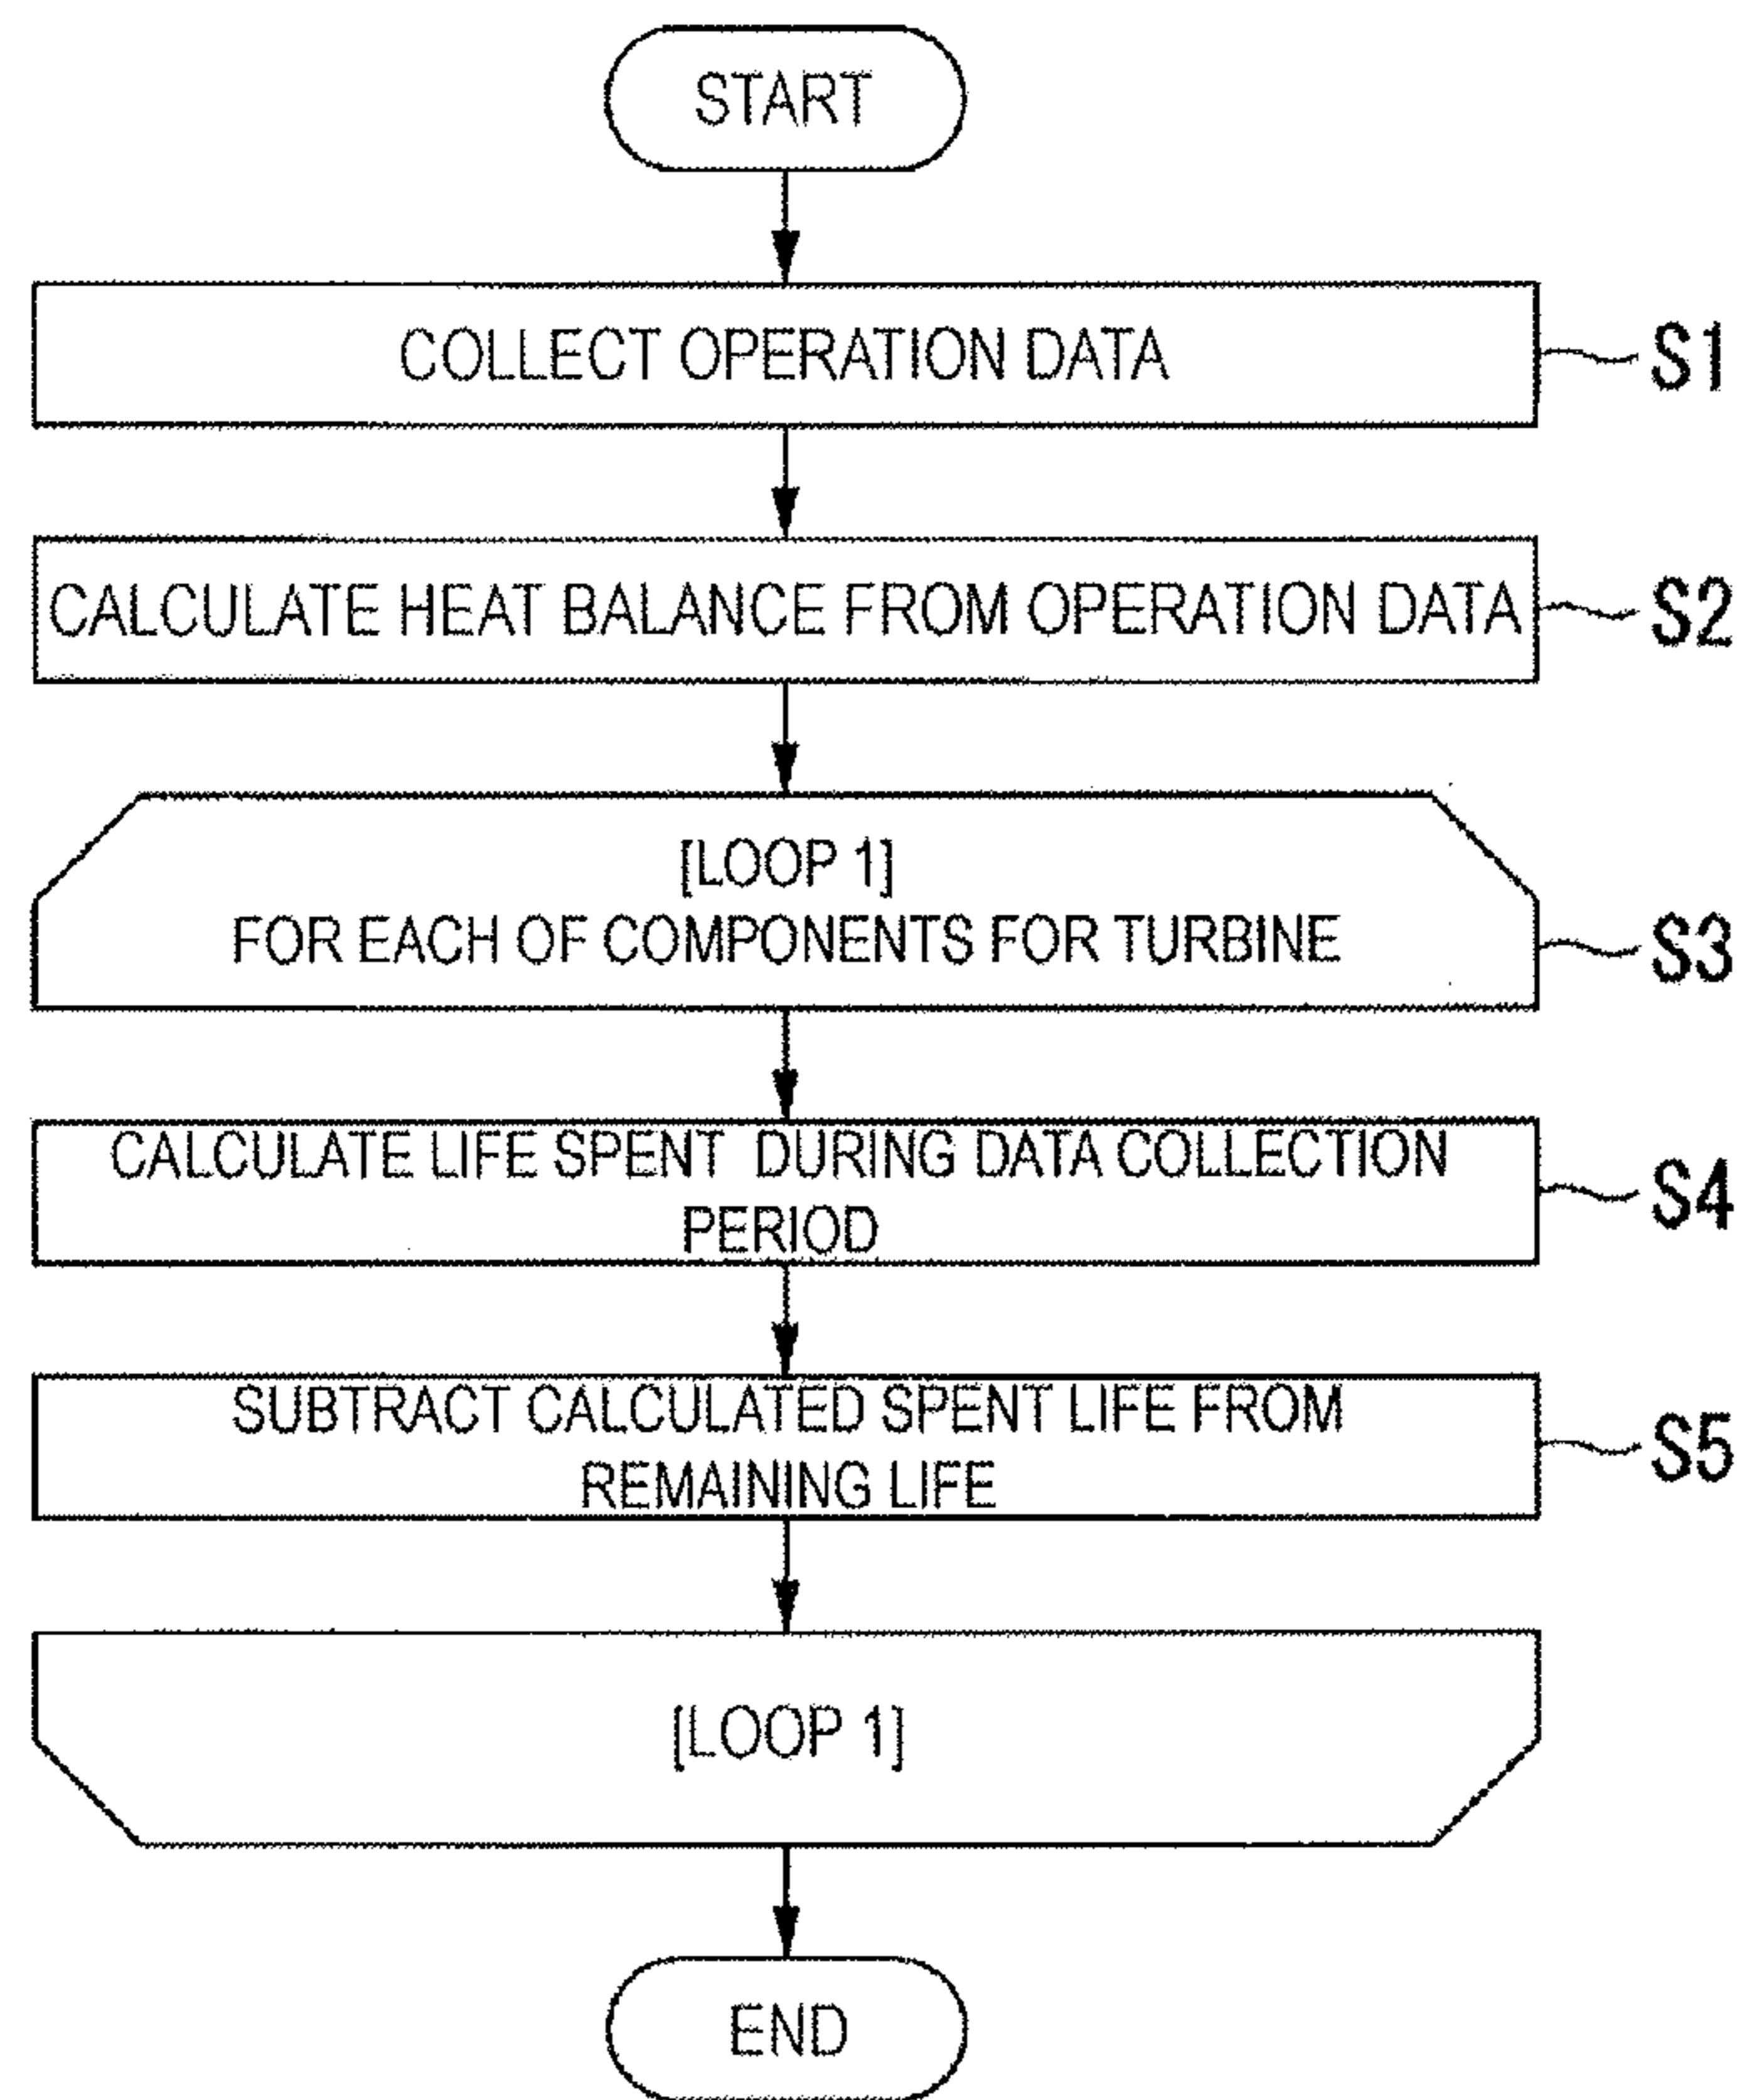 START
COLLECT OPERATION DATA
S1
CALCULATE HEAT BALANCE FROM OPERATION DATA
S2
[LOOP 1]
FOR EACH OF COMPONENTS FOR TURBINE
S3
CALCULATE LIFE SPENT DURING DATA COLLECTION
PERIOD
S4
SUBTRACT CALCULATED SPENT LIFE FROM
REMAINING LIFE
S5
[LOOP 1]
END